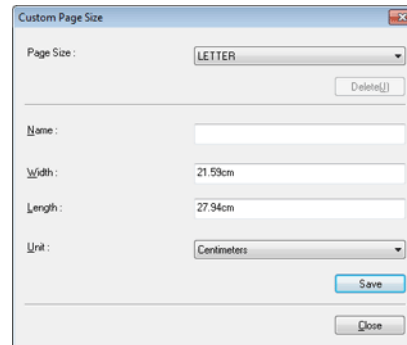 Custom Page Size
Page Size :
LETTER
Delete(J)
Name :
Width :
21.59cm
Length :
27.94cm
Unit :
Centimeters
Save
Close